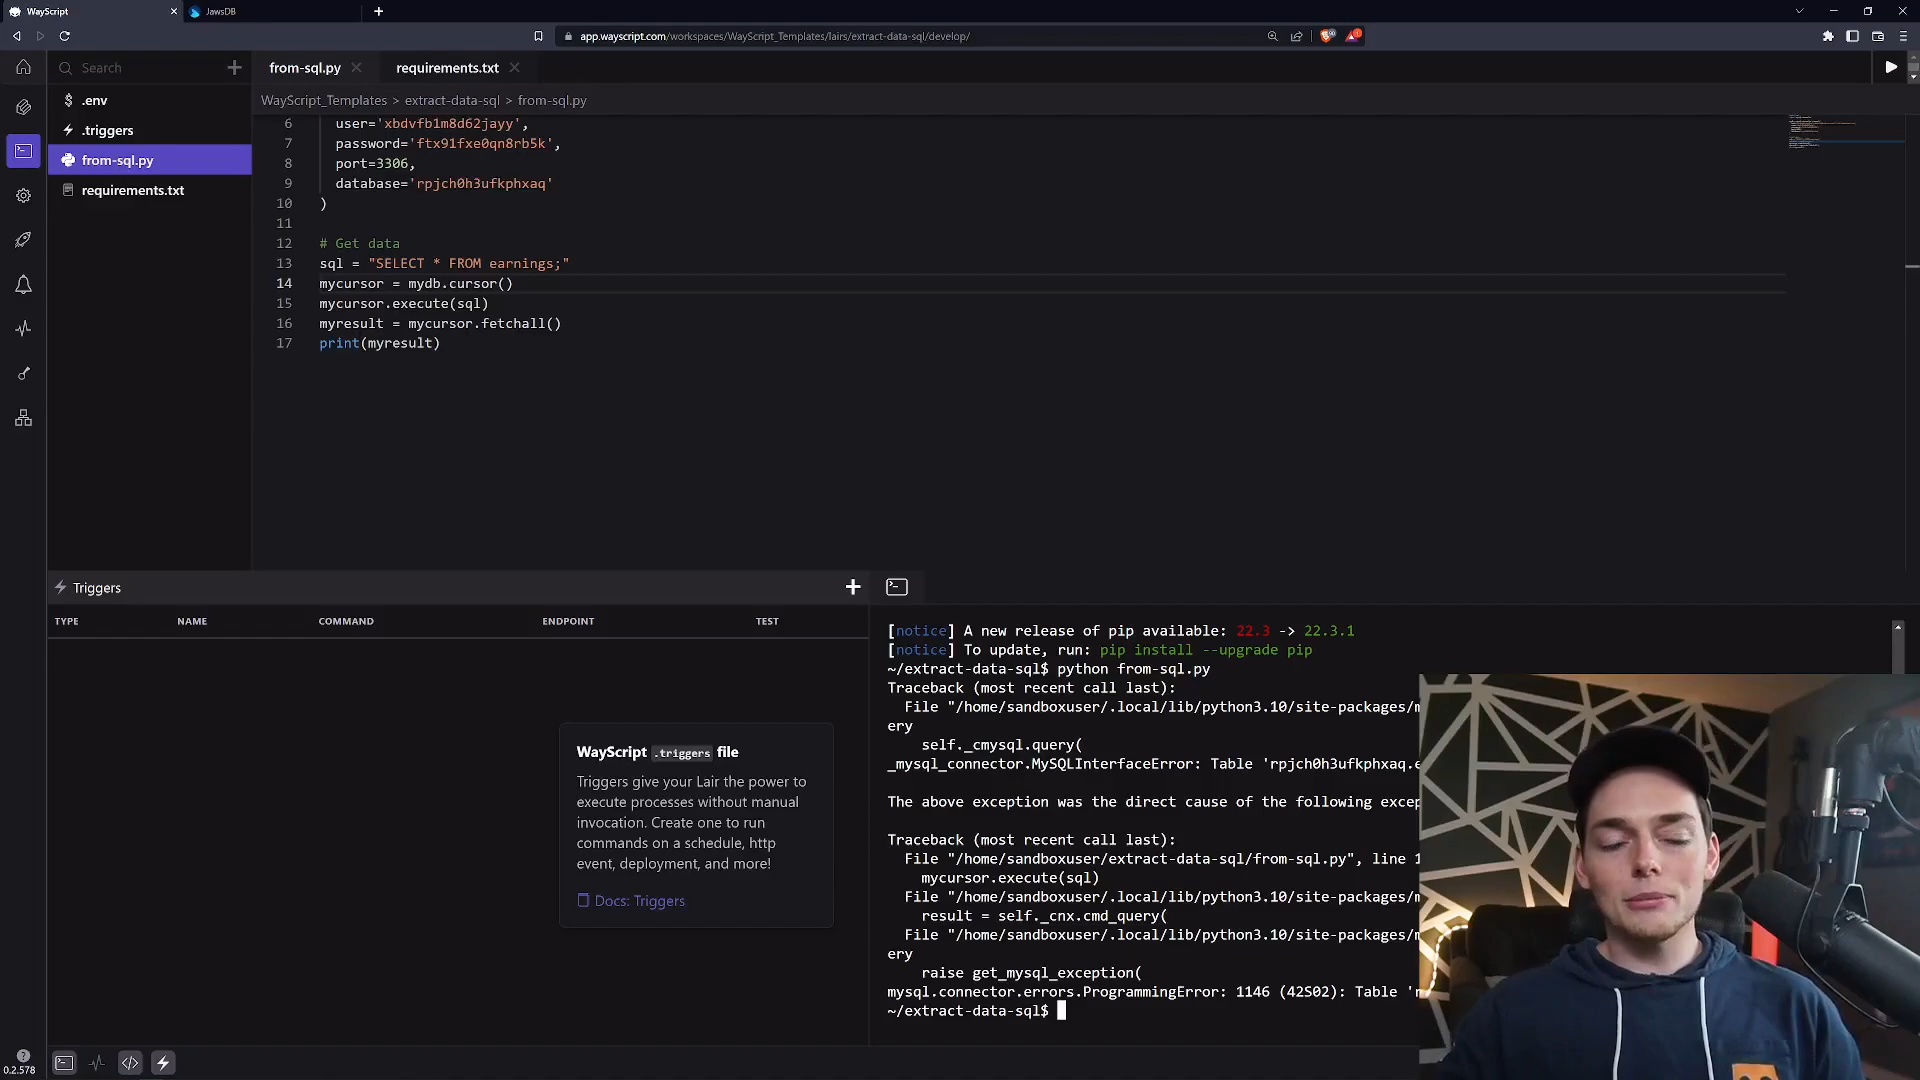 WayScript
JawsDB
app.wayscript.com/workspaces/WayScript_Templates/lairs/extract-data-sql/develop/
Search
from-sql.py
requirements.txt
WayScript_Templates > extract-data-sql > from-sql.py
.env
.triggers
from-sql.py
requirements.txt
6 user='xbdvfb1m8d62jayy',
7 password='ftx91fxe0qn8rb5k',
8 port=3306,
9 database='rpjch0h3ufkphxaq'
10 )
11
12 # Get data
13 sql = "SELECT * FROM earnings;"
14 mycursor = mydb.cursor()
15 mycursor.execute(sql)
16 myresult = mycursor.fetchall()
17 print(myresult)
Triggers
TYPE NAME COMMAND ENDPOINT TEST
WayScript .triggers file
Triggers give your Lair the power to
execute processes without manual
invocation. Create one to run
commands on a schedule, http
event, deployment, and more!
Docs: Triggers
[notice] A new release of pip available: 22.3 -> 22.3.1
[notice] To update, run: pip install --upgrade pip
~/extract-data-sql$ python from-sql.py
Traceback (most recent call last):
File "/home/sandboxuser/.local/lib/python3.10/site-packages/m
ery
self._cmysql.query(
_mysql_connector.MySQLInterfaceError: Table 'rpjch0h3ufkphxaq.e
The above exception was the direct cause of the following excep
Traceback (most recent call last):
File "/home/sandboxuser/extract-data-sql/from-sql.py", line 1
mycursor.execute(sql)
File "/home/sandboxuser/.local/lib/python3.10/site-packages/m
result = self._cnx.cmd_query(
File "/home/sandboxuser/.local/lib/python3.10/site-packages/m
ery
raise get_mysql_exception(
mysql.connector.errors.ProgrammingError: 1146 (42S02): Table 'r
~/extract-data-sql$
0.2.578